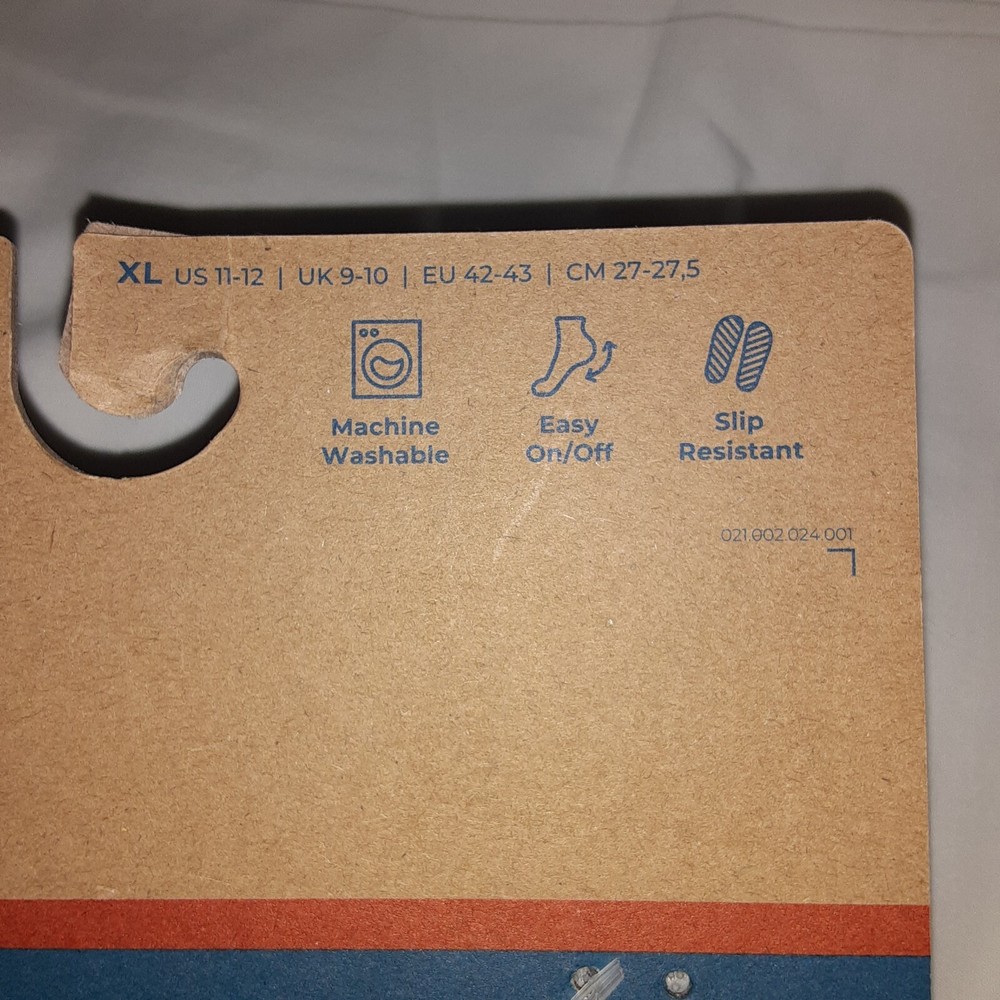 XL US 11-12 | UK 9-10 | EU 42-43 | CM 27-27,5
Machine
Washable
Easy
On/Off
Slip
Resistant
021.002.024.001